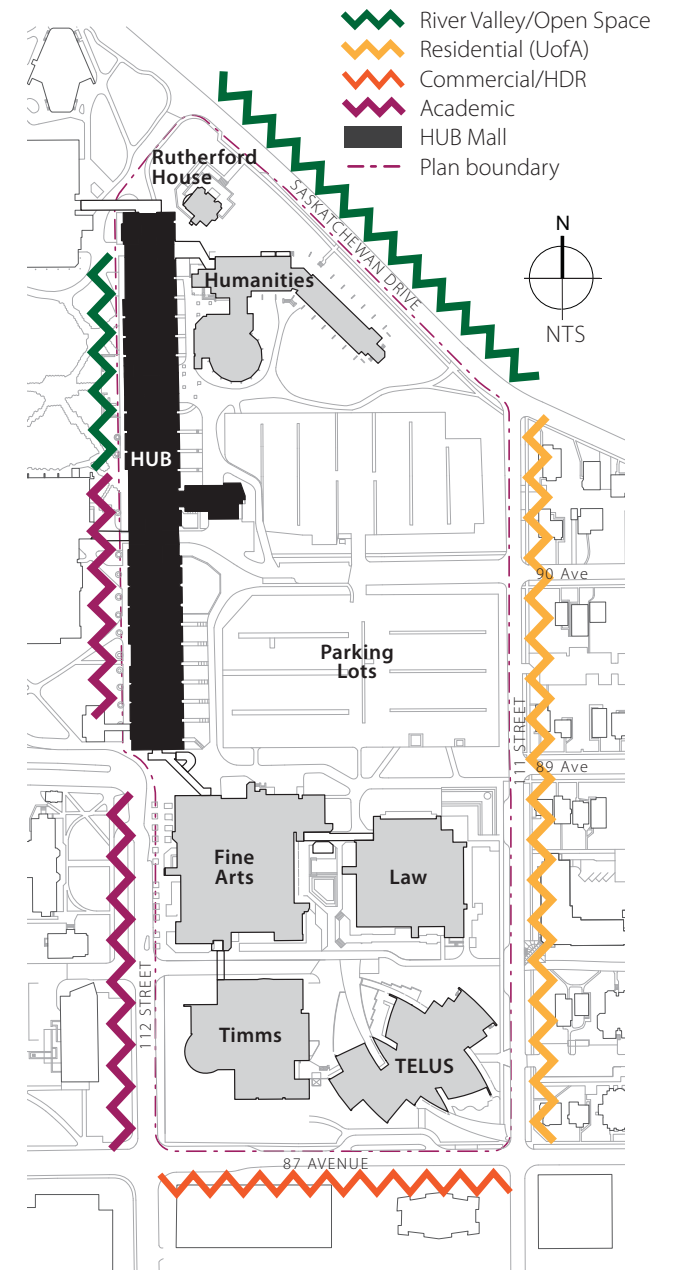 River Valley/Open Space
Residential (UofA)
Commercial/HDR
Academic
HUB Mall
Plan boundary
Rutherford
House
SASKATCHEWAN DRIVE
N
NTS
Humanities
HUB
90 Ave
Parking
Lots
111 STREET
89 Ave
Fine
Arts
Law
112 STREET
Timms
TELUS
87 AVENUE